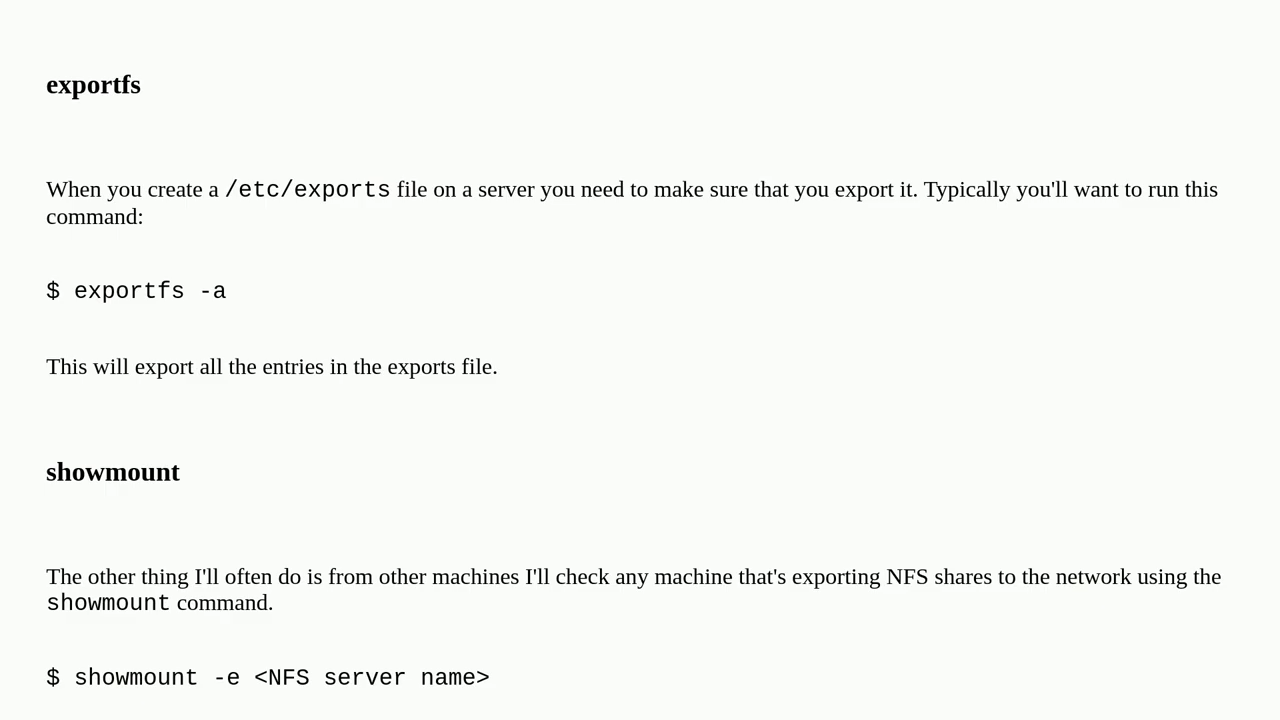 exportfs
When you create a /etc/exports file on a server you need to make sure that you export it. Typically you'll want to run this
command:
$ exportfs -a
This will export all the entries in the exports file.
showmount
The other thing I'll often do is from other machines I'll check any machine that's exporting NFS shares to the network using the
showmount command.
$ showmount -e <NFS server name>